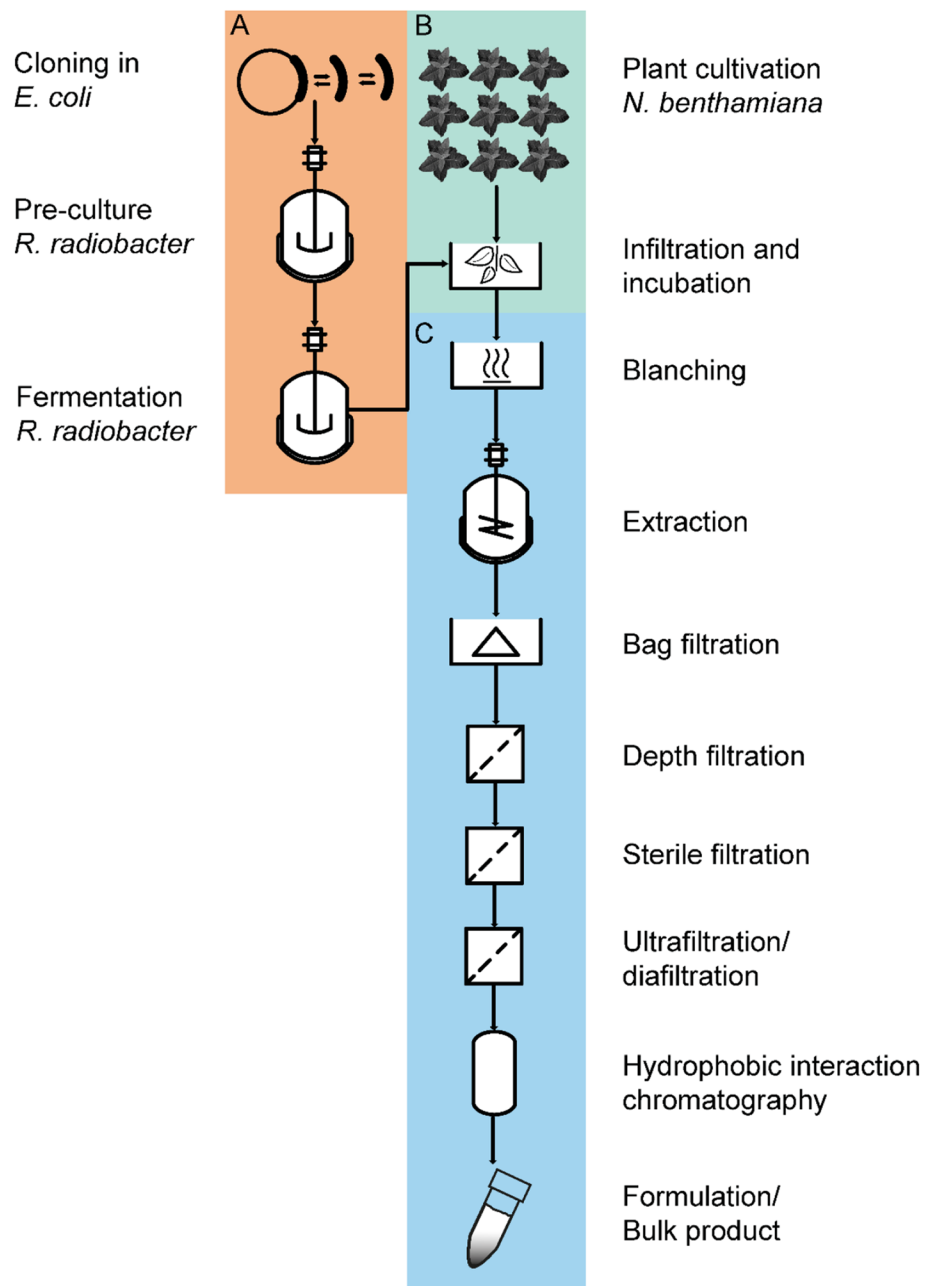 A
B
Cloning in
E. coli
Plant cultivation
N. benthamiana
Pre-culture
R. radiobacter
Infiltration and
incubation
C
Blanching
Fermentation
R. radiobacter
Extraction
Bag filtration
Depth filtration
Sterile filtration
Ultrafiltration/
diafiltration
Hydrophobic interaction
chromatography
Formulation/
Bulk product